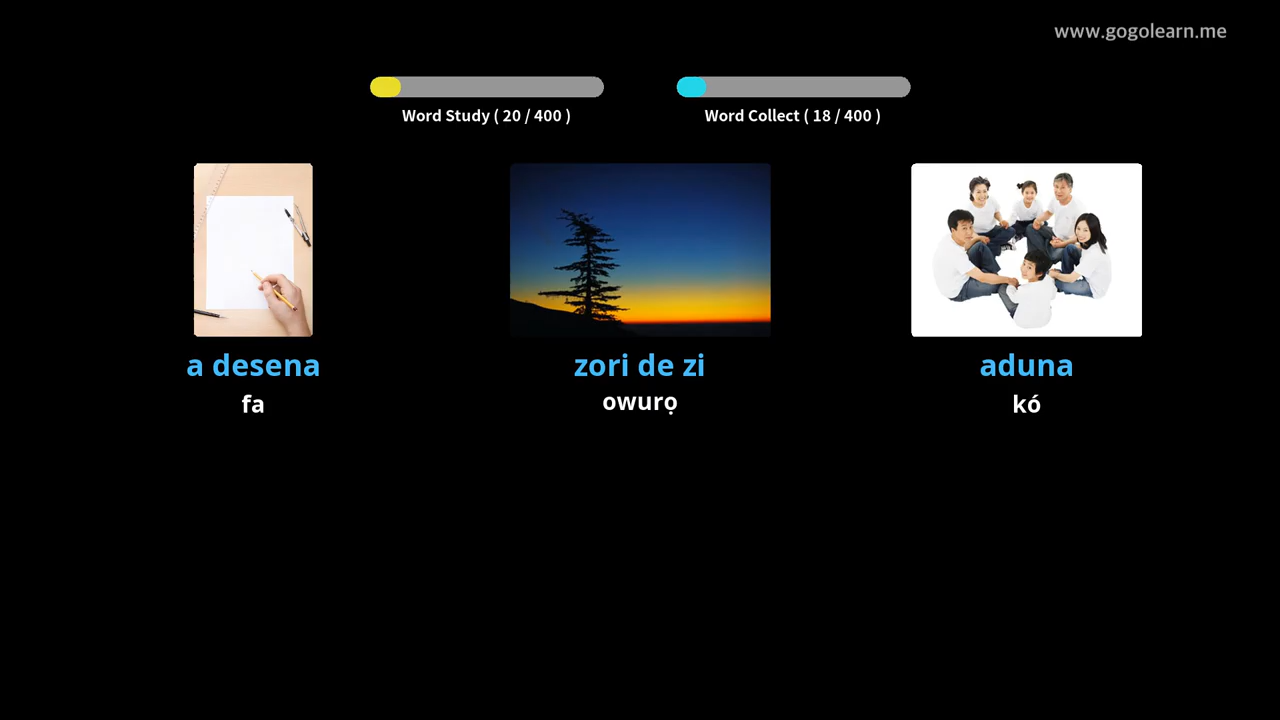 www.gogolearn.me
Word Study ( 20 / 400 )
Word Collect ( 18 / 400 )
a desena
fa
zori de zi
owurọ
aduna
kó